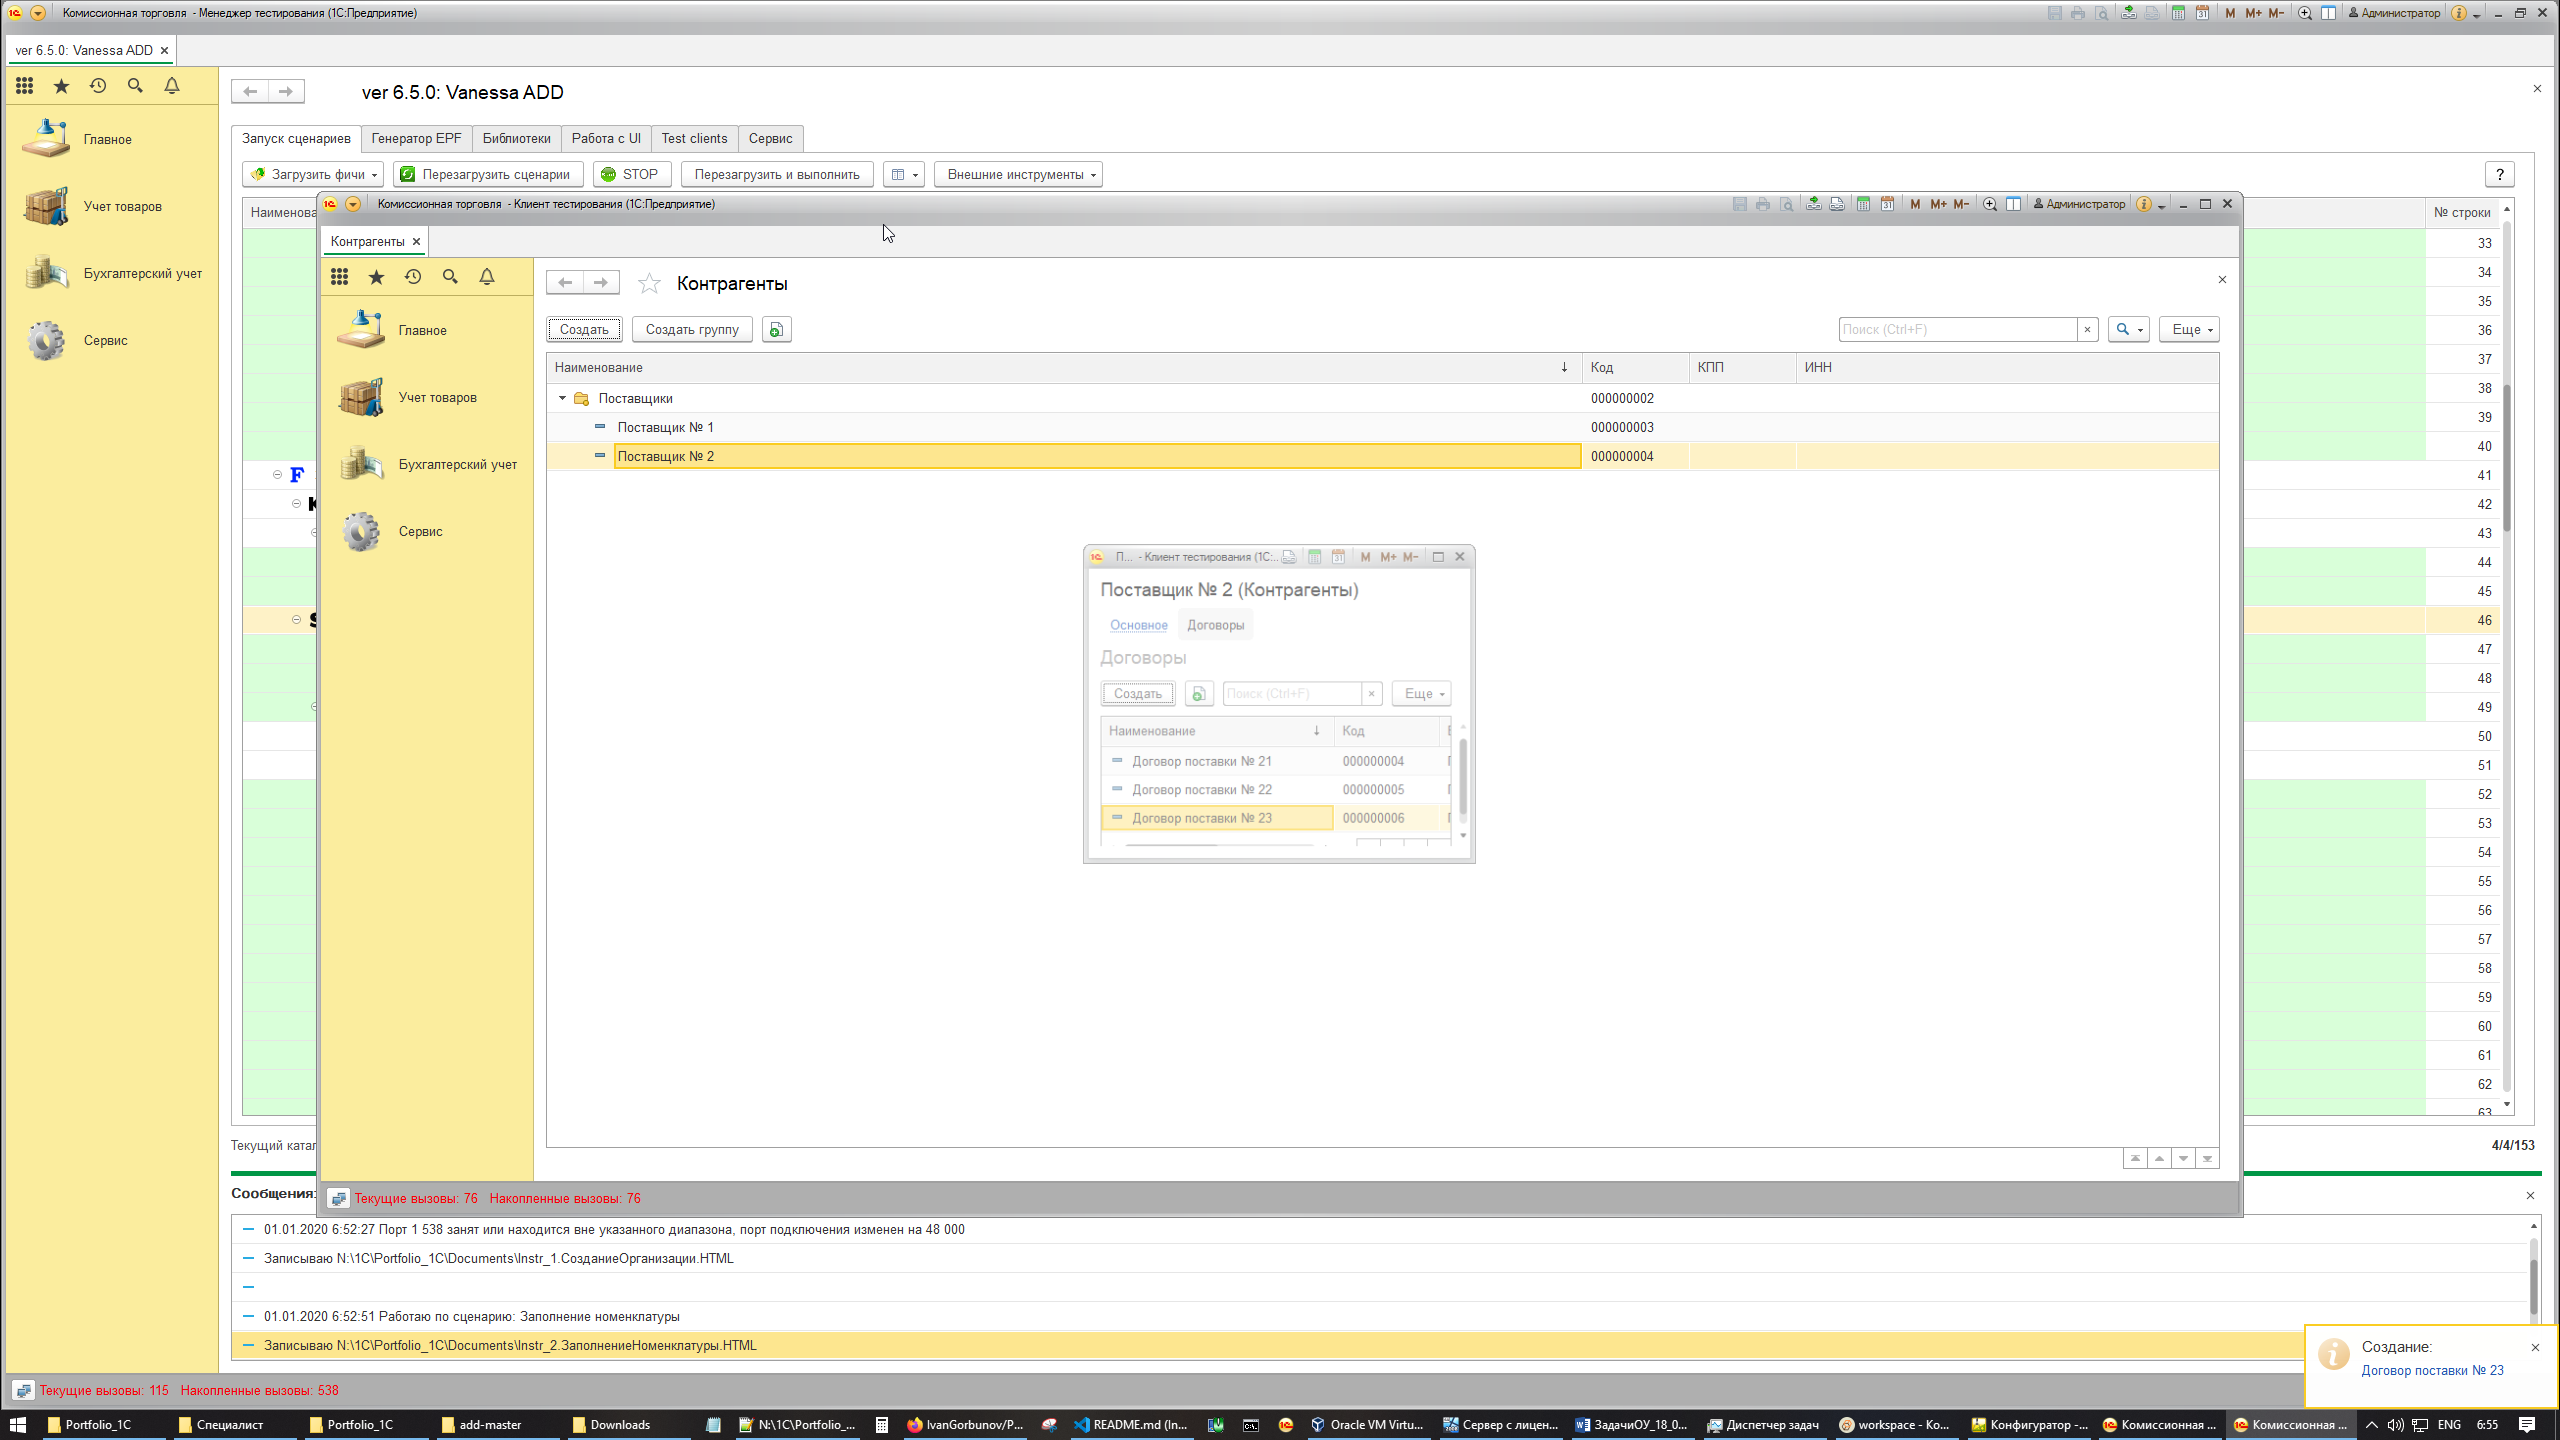 Комиссионная торговля - Менеджер тестирования (1С:Предприятие)
M M+ M- Администратор
ver 6.5.0: Vanessa ADD
ver 6.5.0: Vanessa ADD
Главное
Учет товаров
Бухгалтерский учет
Сервис
Запуск сценариев Генератор EPF Библиотеки Работа с UI Test clients Сервис
Загрузить фичи Перезагрузить сценарии STOP Перезагрузить и выполнить Внешние инструменты ?
№ строки
33
34
35
36
37
38
39
40
41
42
43
44
45
46
47
48
49
50
51
52
53
54
55
56
57
58
59
60
61
62
63
F
Комиссионная торговля - Клиент тестирования (1С:Предприятие)
31 M M+ M- Администратор
Контрагенты
Главное
Учет товаров
Бухгалтерский учет
Сервис
Контрагенты
Создать Создать группу Поиск (Ctrl+F) Еще
Наименование Код КПП ИНН
Поставщики 000000002
Поставщик № 1 000000003
Поставщик № 2 000000004
П... - Клиент тестирования (1С:... 31 M M+ M-
Поставщик № 2 (Контрагенты)
Основное Договоры
Договоры
Создать Поиск (Ctrl+F) Еще
Наименование Код
Договор поставки № 21 000000004
Договор поставки № 22 000000005
Договор поставки № 23 000000006
Текущие вызовы: 76 Накопленные вызовы: 76
4/4/153
Сообщения:
01.01.2020 6:52:27 Порт 1 538 занят или находится вне указанного диапазона, порт подключения изменен на 48 000
Записываю N:\1C\Portfolio_1C\Documents\Instr_1.СозданиеОрганизации.HTML
01.01.2020 6:52:51 Работаю по сценарию: Заполнение номенклатуры
Записываю N:\1C\Portfolio_1C\Documents\Instr_2.ЗаполнениеНоменклатуры.HTML
Создание:
Договор поставки № 23
Текущие вызовы: 115 Накопленные вызовы: 538
Portfolio_1C Специалист Portfolio_1C add-master Downloads N:\1C\Portfolio_... IvanGorbunov/P... README.md (In... Oracle VM Virtu... Сервер с лицен... ЗадачиОУ_18_0... Диспетчер задач workspace - Ко... Конфигуратор -... Комиссионная ... Комиссионная ... ENG 6:55